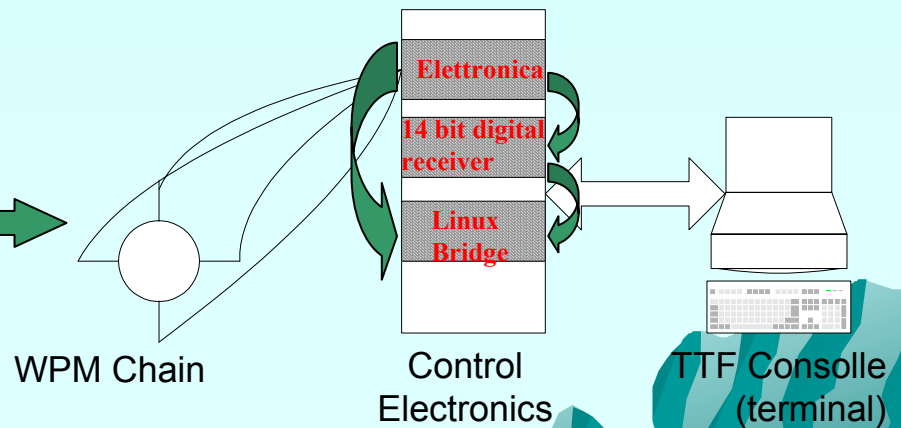 Elettronica
14 bit digital
receiver
Linux
Bridge
WPM Chain
Control
Electronics
TTF Consolle
(terminal)